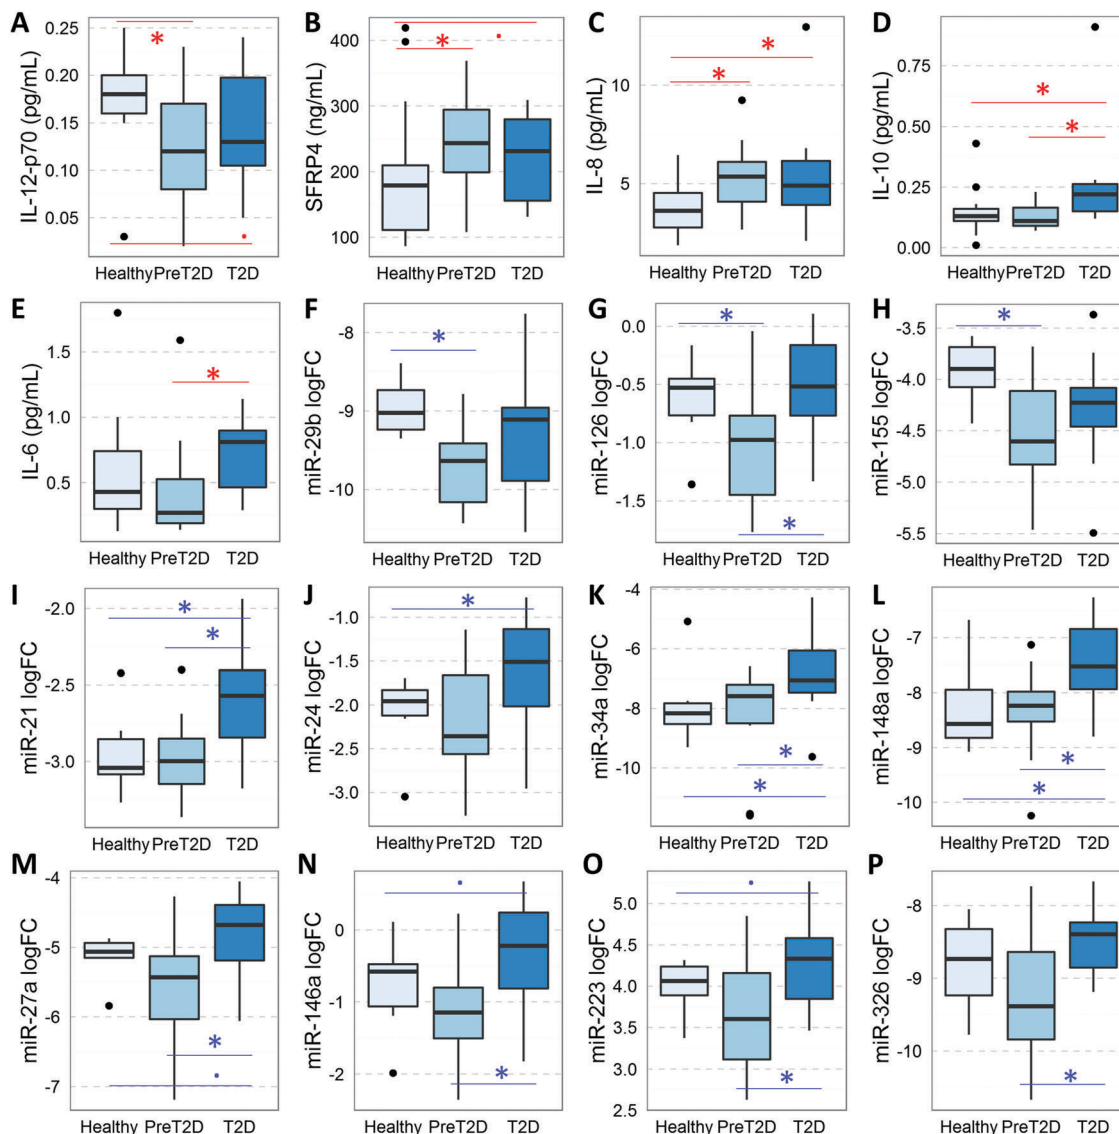 A
IL-12-p70 (pg/mL)
0.25
0.20
0.15
0.10
0.05
*
Healthy PreT2D T2D
B
SFRP4 (ng/mL)
400
300
200
100
*
Healthy PreT2D T2D
C
IL-8 (pg/mL)
10
5
*
*
Healthy PreT2D T2D
D
IL-10 (pg/mL)
0.75
0.50
0.25
0.00
*
*
Healthy PreT2D T2D
E
IL-6 (pg/mL)
1.5
1.0
0.5
*
Healthy PreT2D T2D
F
miR-29b logFC
-8
-9
-10
*
Healthy PreT2D T2D
G
miR-126 logFC
0.0
-0.5
-1.0
-1.5
*
*
Healthy PreT2D T2D
H
miR-155 logFC
-3.5
-4.0
-4.5
-5.0
-5.5
*
Healthy PreT2D T2D
I
miR-21 logFC
-2.0
-2.5
-3.0
*
*
Healthy PreT2D T2D
J
miR-24 logFC
-1.0
-1.5
-2.0
-2.5
-3.0
*
Healthy PreT2D T2D
K
miR-34a logFC
-4
-6
-8
-10
*
*
Healthy PreT2D T2D
L
miR-148a logFC
-7
-8
-9
-10
*
*
Healthy PreT2D T2D
M
miR-27a logFC
-4
-5
-6
-7
*
Healthy PreT2D T2D
N
miR-146a logFC
0
-1
-2
*
Healthy PreT2D T2D
O
miR-223 logFC
5.0
4.5
4.0
3.5
3.0
2.5
*
Healthy PreT2D T2D
P
miR-326 logFC
-8
-9
-10
*
Healthy PreT2D T2D